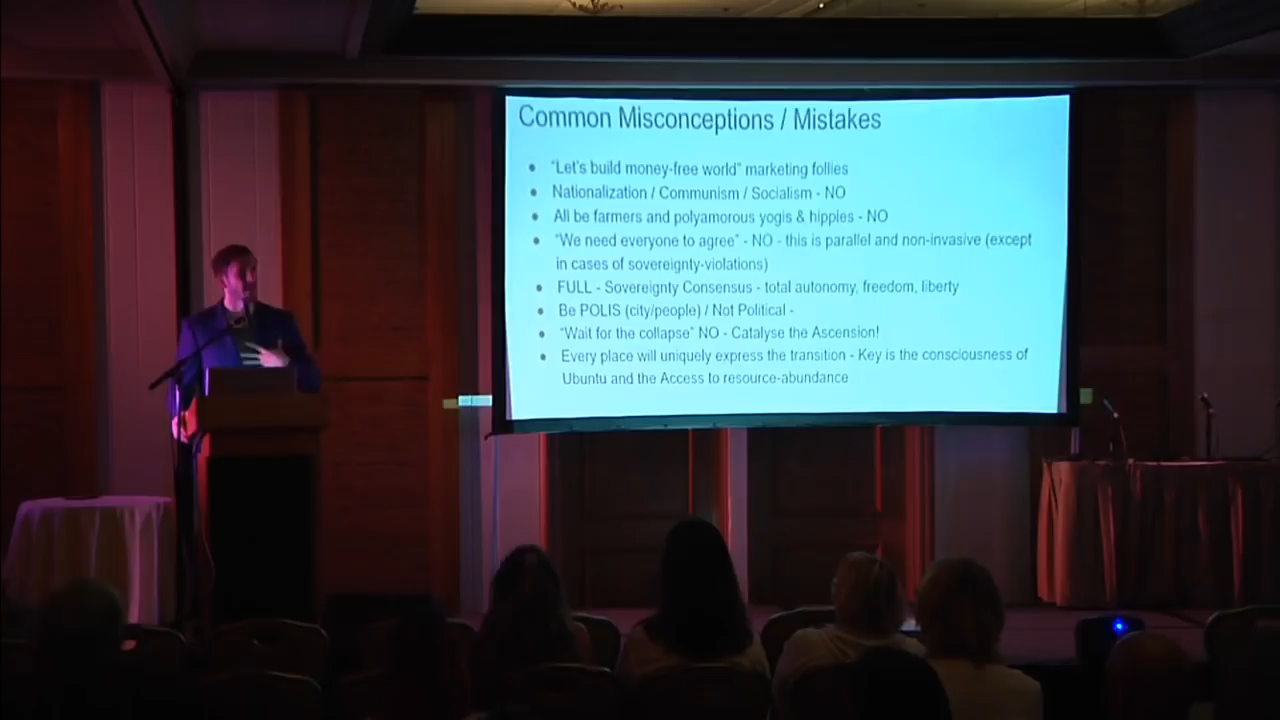 Common Misconceptions / Mistakes
● "Let's build money-free world" marketing follies
● Nationalization / Communism / Socialism - NO
● All be farmers and polyamorous yogis & hippies - NO
● "We need everyone to agree" - NO - this is parallel and non-invasive (except
in cases of sovereignty-violations)
● FULL - Sovereignty Consensus - total autonomy, freedom, liberty
● Be POLIS (city/people) / Not Political -
● "Wait for the collapse" NO - Catalyse the Ascension!
● Every place will uniquely express the transition - Key is the consciousness of
Ubuntu and the Access to resource-abundance